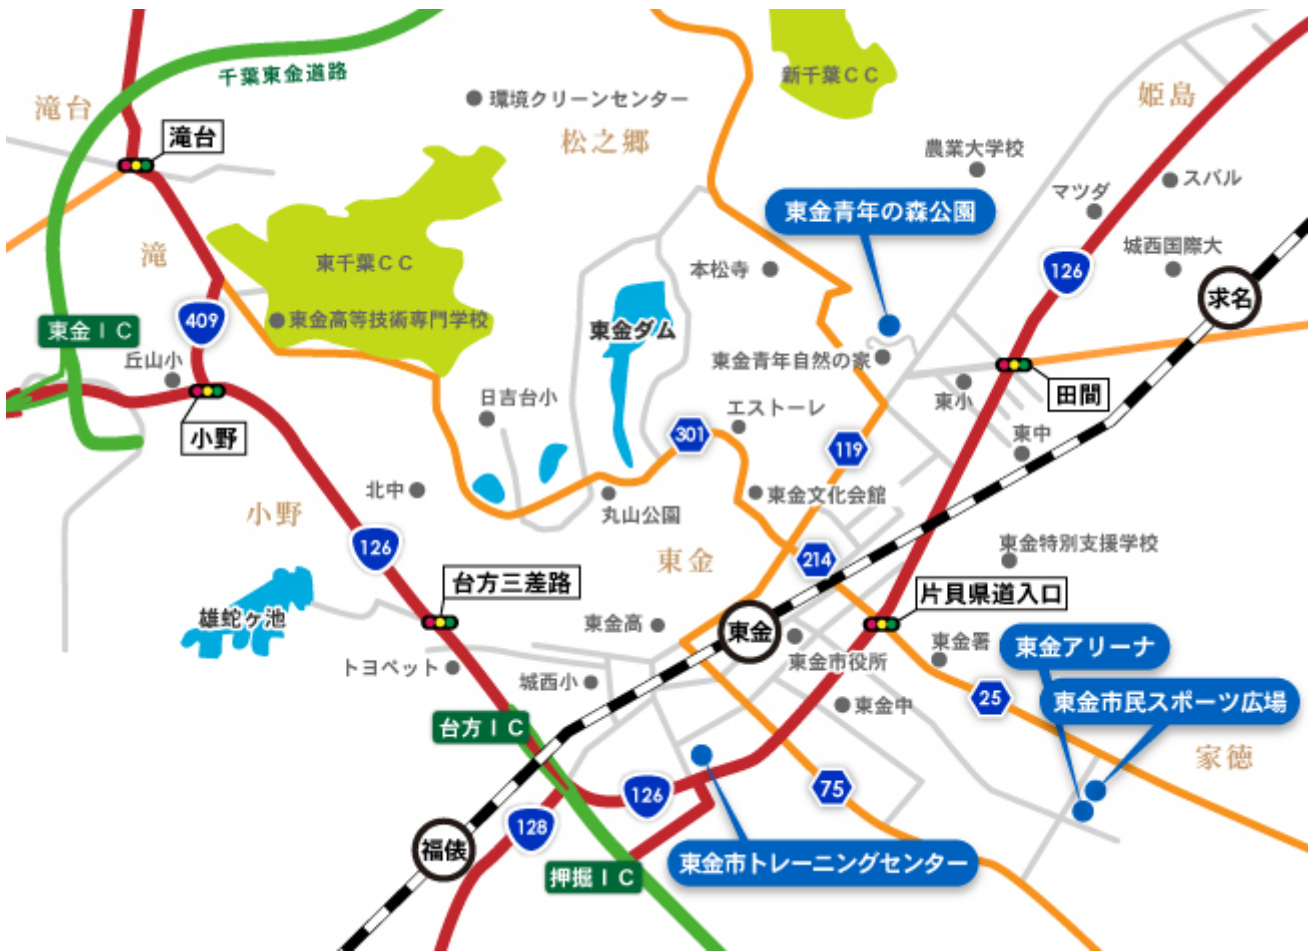 千葉東金道路
新千葉ＣＣ
滝台
姫島
環境クリーンセンター
滝台
松之郷
農業大学校
スバル
マツダ
東金青年の森公園
滝
城西国際大
東千葉ＣＣ
本松寺
126
求名
409
東金高等技術専門学校
東金ＩＣ
東金ダム
丘山小
東金青年自然の家
日吉台小
東小
田間
エストーレ
小野
301
119
東中
北中
東金文化会館
小野
丸山公園
126
東金
214
東金特別支援学校
台方三差路
片貝県道入口
雄蛇ヶ池
東金高
東金
東金署
東金アリーナ
トヨペット
東金市役所
城西小
25
東金市民スポーツ広場
東金中
台方ＩＣ
家徳
126
75
128
福俵
東金市トレーニングセンター
押掘ＩＣ